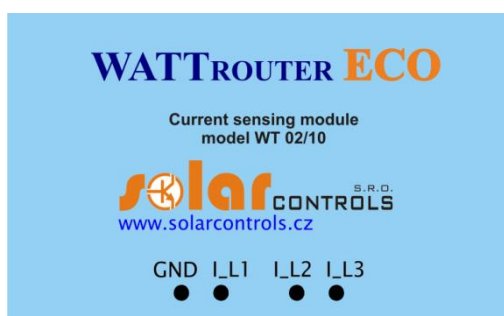 WATTROUTER ECO
Current sensing module
model WT 02/10
solar CONTROLS S.R.O.
www.solarcontrols.cz
GND I_L1 I_L2 I_L3